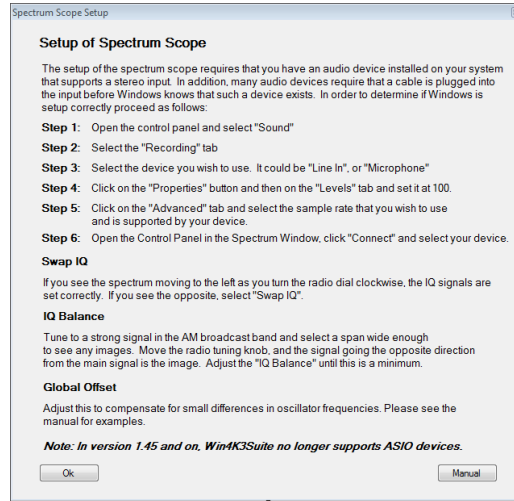 Spectrum Scope Setup
Setup of Spectrum Scope
The setup of the spectrum scope requires that you have an audio device installed on your system
that supports a stereo input. In addition, many audio devices require that a cable is plugged into
the input before Windows knows that such a device exists. In order to determine if Windows is
setup correctly proceed as follows:
Step 1: Open the control panel and select "Sound"
Step 2: Select the "Recording" tab
Step 3: Select the device you wish to use. It could be "Line In", or "Microphone"
Step 4: Click on the "Properties" button and then on the "Levels" tab and set it at 100.
Step 5: Click on the "Advanced" tab and select the sample rate that you wish to use
and is supported by your device.
Step 6: Open the Control Panel in the Spectrum Window, click "Connect" and select your device.
Swap IQ
If you see the spectrum moving to the left as you turn the radio dial clockwise, the IQ signals are
set correctly. If you see the opposite, select "Swap IQ".
IQ Balance
Tune to a strong signal in the AM broadcast band and select a span wide enough
to see any images. Move the radio tuning knob, and the signal going the opposite direction
from the main signal is the image. Adjust the "IQ Balance" until this is a minimum.
Global Offset
Adjust this to compensate for small differences in oscillator frequencies. Please see the
manual for examples.
Note: In version 1.45 and on, Win4K3Suite no longer supports ASIO devices.
Ok
Manual